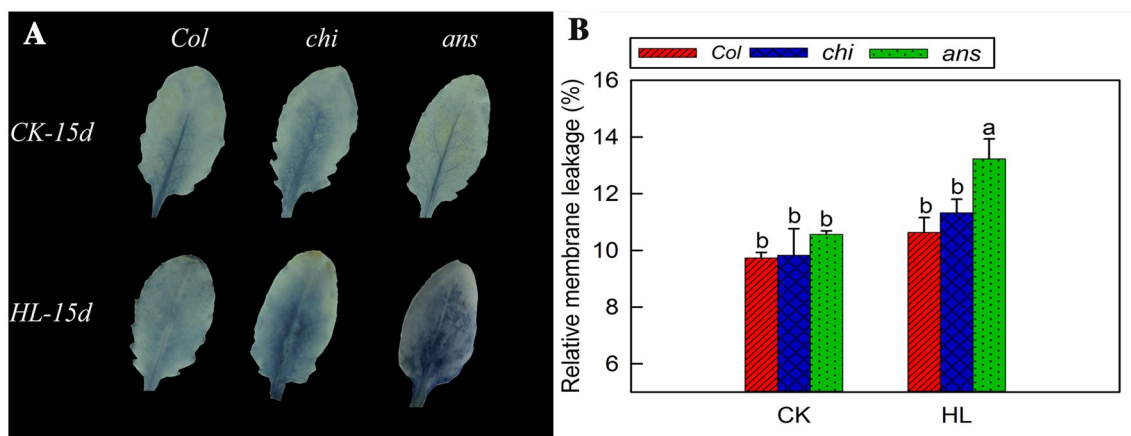 A
Col chi ans
CK-15d
HL-15d
B
Col chi ans
Relative membrane leakage (%)
16
14
12
10
8
6
b b b
b b a
CK HL